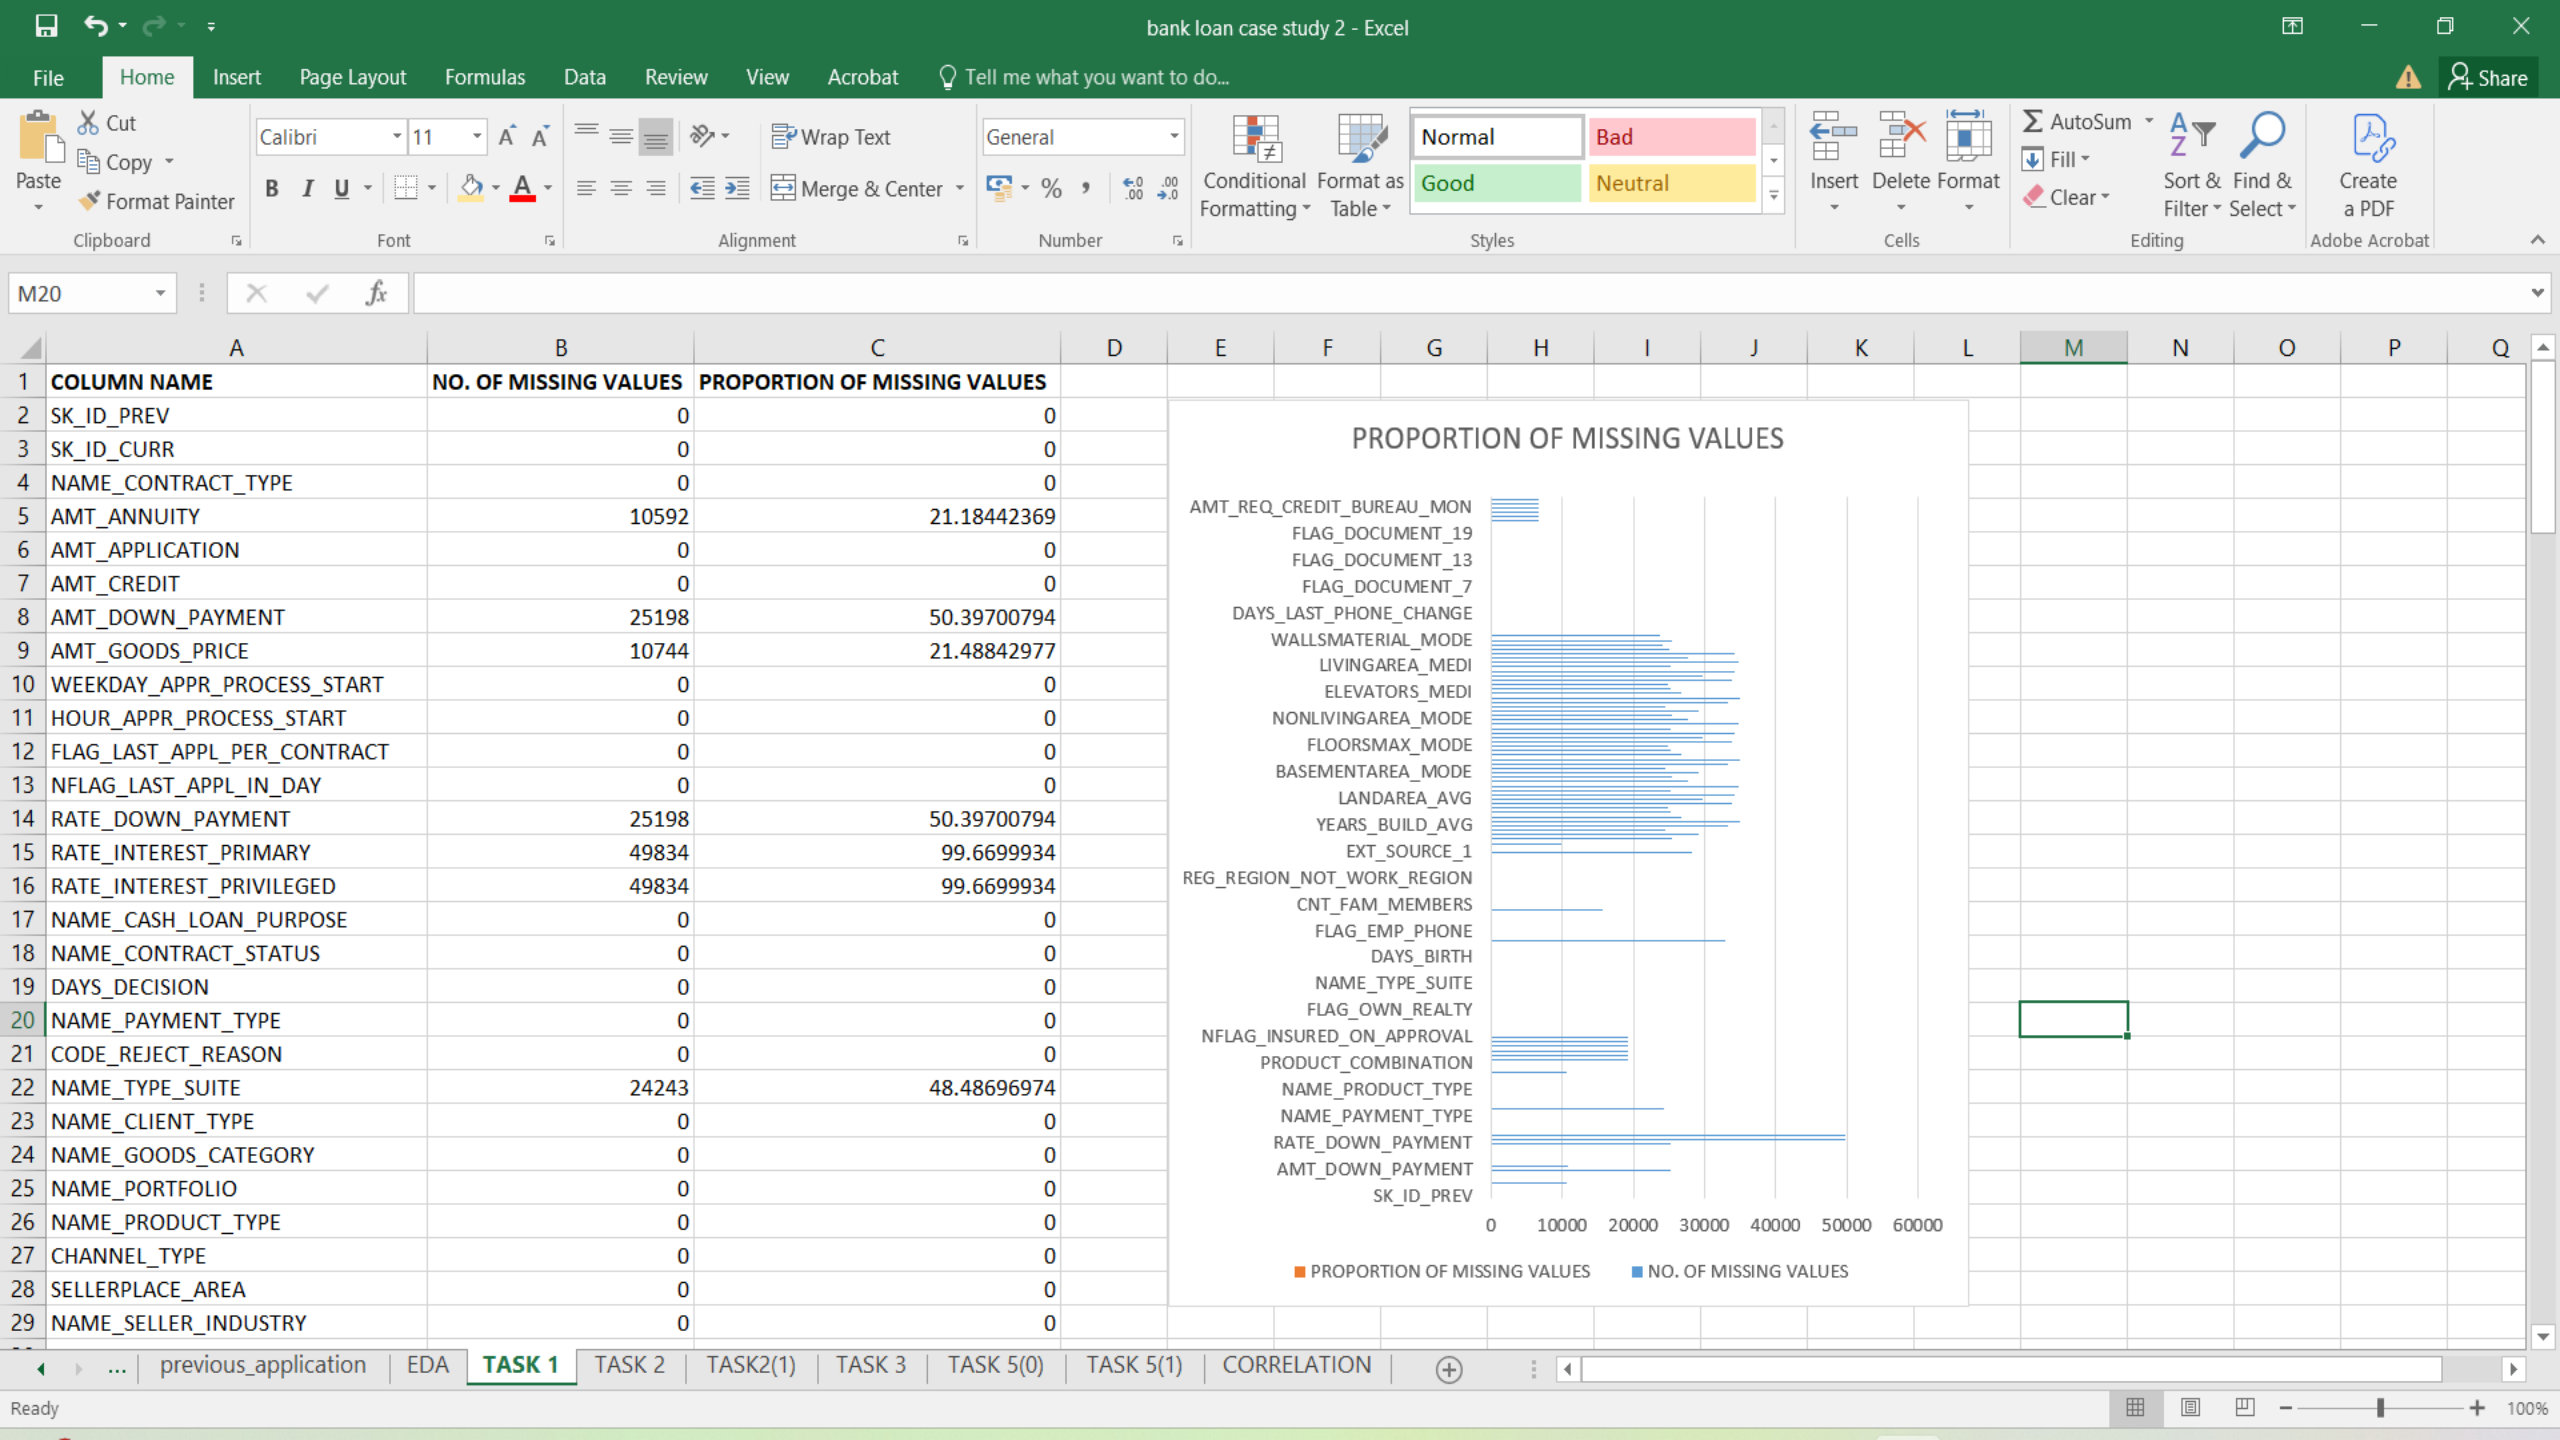 bank loan case study 2 - Excel
File Home Insert Page Layout Formulas Data Review View Acrobat Tell me what you want to do... Share
Paste Cut Copy Format Painter Clipboard
Calibri 11 B I U A Font
Wrap Text Merge & Center Alignment
General % , Number
Conditional Formatting Format as Table
Normal Bad Good Neutral Styles
Insert Delete Format Cells
AutoSum Fill Clear Sort & Filter Find & Select Editing
Create a PDF Adobe Acrobat
M20 fx
A B C D E F G H I J K L M N O P Q
1 COLUMN NAME NO. OF MISSING VALUES PROPORTION OF MISSING VALUES
2 SK_ID_PREV 0 0
3 SK_ID_CURR 0 0
4 NAME_CONTRACT_TYPE 0 0
5 AMT_ANNUITY 10592 21.18442369
6 AMT_APPLICATION 0 0
7 AMT_CREDIT 0 0
8 AMT_DOWN_PAYMENT 25198 50.39700794
9 AMT_GOODS_PRICE 10744 21.48842977
10 WEEKDAY_APPR_PROCESS_START 0 0
11 HOUR_APPR_PROCESS_START 0 0
12 FLAG_LAST_APPL_PER_CONTRACT 0 0
13 NFLAG_LAST_APPL_IN_DAY 0 0
14 RATE_DOWN_PAYMENT 25198 50.39700794
15 RATE_INTEREST_PRIMARY 49834 99.6699934
16 RATE_INTEREST_PRIVILEGED 49834 99.6699934
17 NAME_CASH_LOAN_PURPOSE 0 0
18 NAME_CONTRACT_STATUS 0 0
19 DAYS_DECISION 0 0
20 NAME_PAYMENT_TYPE 0 0
21 CODE_REJECT_REASON 0 0
22 NAME_TYPE_SUITE 24243 48.48696974
23 NAME_CLIENT_TYPE 0 0
24 NAME_GOODS_CATEGORY 0 0
25 NAME_PORTFOLIO 0 0
26 NAME_PRODUCT_TYPE 0 0
27 CHANNEL_TYPE 0 0
28 SELLERPLACE_AREA 0 0
29 NAME_SELLER_INDUSTRY 0 0
PROPORTION OF MISSING VALUES
AMT_REQ_CREDIT_BUREAU_MON
FLAG_DOCUMENT_19
FLAG_DOCUMENT_13
FLAG_DOCUMENT_7
DAYS_LAST_PHONE_CHANGE
WALLSMATERIAL_MODE
LIVINGAREA_MEDI
ELEVATORS_MEDI
NONLIVINGAREA_MODE
FLOORSMAX_MODE
BASEMENTAREA_MODE
LANDAREA_AVG
YEARS_BUILD_AVG
EXT_SOURCE_1
REG_REGION_NOT_WORK_REGION
CNT_FAM_MEMBERS
FLAG_EMP_PHONE
DAYS_BIRTH
NAME_TYPE_SUITE
FLAG_OWN_REALTY
NFLAG_INSURED_ON_APPROVAL
PRODUCT_COMBINATION
NAME_PRODUCT_TYPE
NAME_PAYMENT_TYPE
RATE_DOWN_PAYMENT
AMT_DOWN_PAYMENT
SK_ID_PREV
0 10000 20000 30000 40000 50000 60000
PROPORTION OF MISSING VALUES NO. OF MISSING VALUES
... previous_application EDA TASK 1 TASK 2 TASK2(1) TASK 3 TASK 5(0) TASK 5(1) CORRELATION
Ready 100%